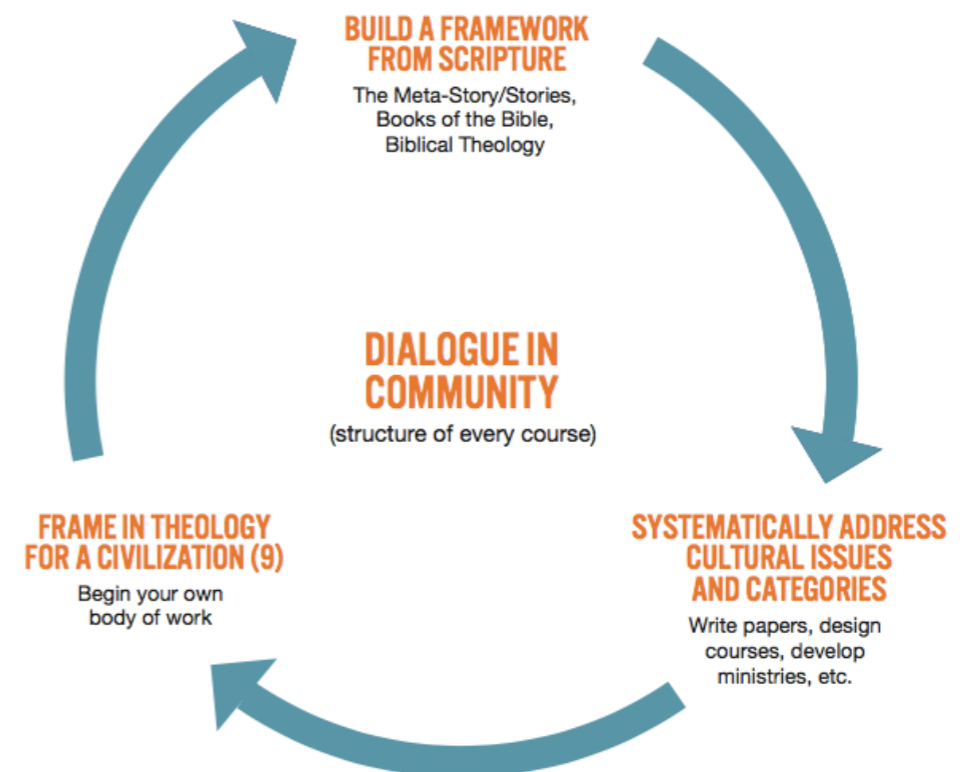 BUILD A FRAMEWORK
FROM SCRIPTURE
The Meta-Story/Stories,
Books of the Bible,
Biblical Theology
DIALOGUE IN
COMMUNITY
(structure of every course)
SYSTEMATICALLY ADDRESS
CULTURAL ISSUES
AND CATEGORIES
Write papers, design
courses, develop
ministries, etc.
FRAME IN THEOLOGY
FOR A CIVILIZATION (9)
Begin your own
body of work